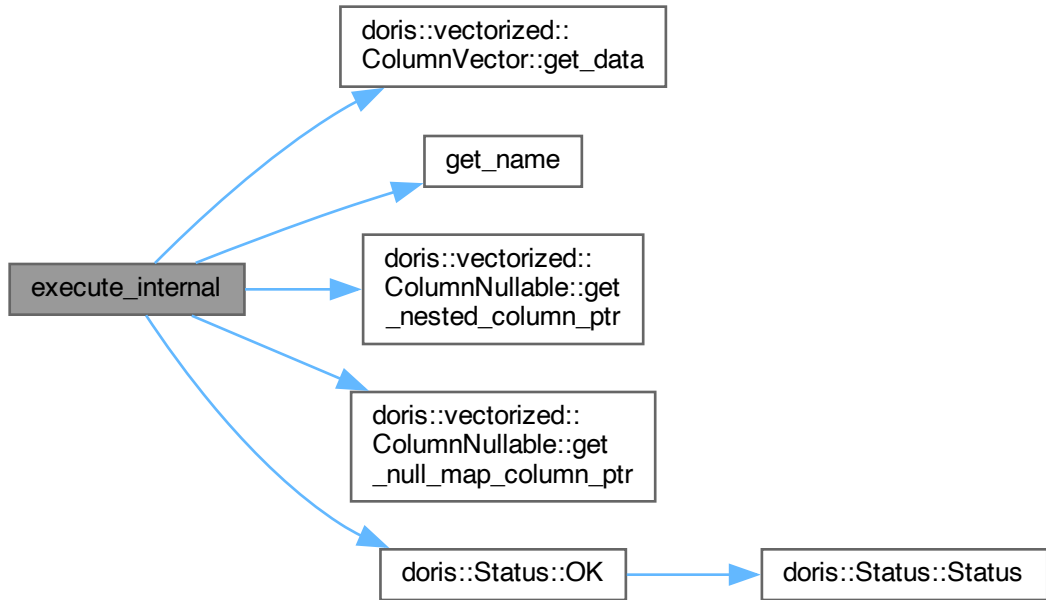 doris::vectorized::
ColumnVector::get_data
get_name
execute_internal
doris::vectorized::
ColumnNullable::get
_nested_column_ptr
doris::vectorized::
ColumnNullable::get
_null_map_column_ptr
doris::Status::OK
doris::Status::Status